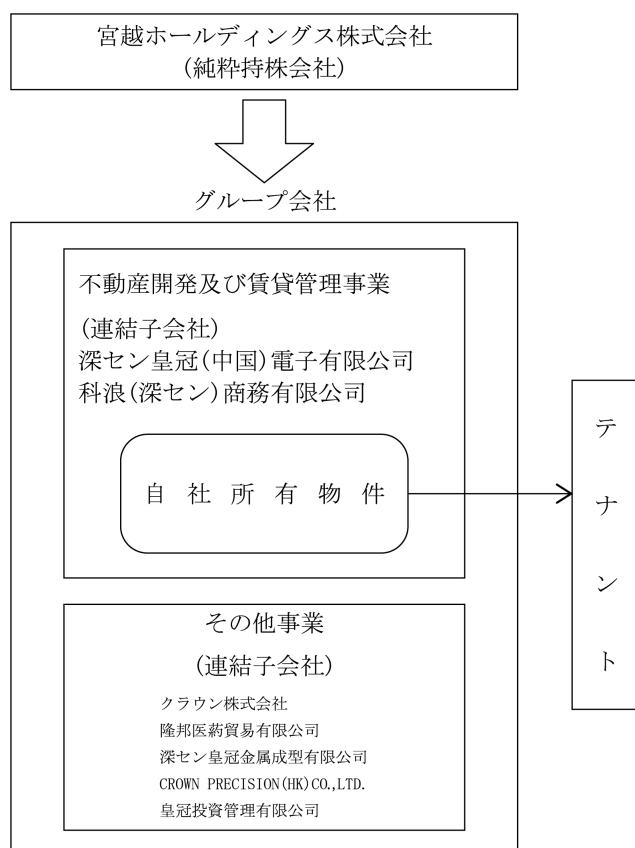 宮越ホールディングス株式会社
(純粋持株会社)
グループ会社
不動産開発及び賃貸管理事業
(連結子会社)
深セン皇冠(中国)電子有限公司
科浪(深セン)商務有限公司
自社所有物件
テナント
その他事業
(連結子会社)
クラウン株式会社
隆邦医葯貿易有限公司
深セン皇冠金属成型有限公司
CROWN PRECISION(HK)CO.,LTD.
皇冠投資管理有限公司